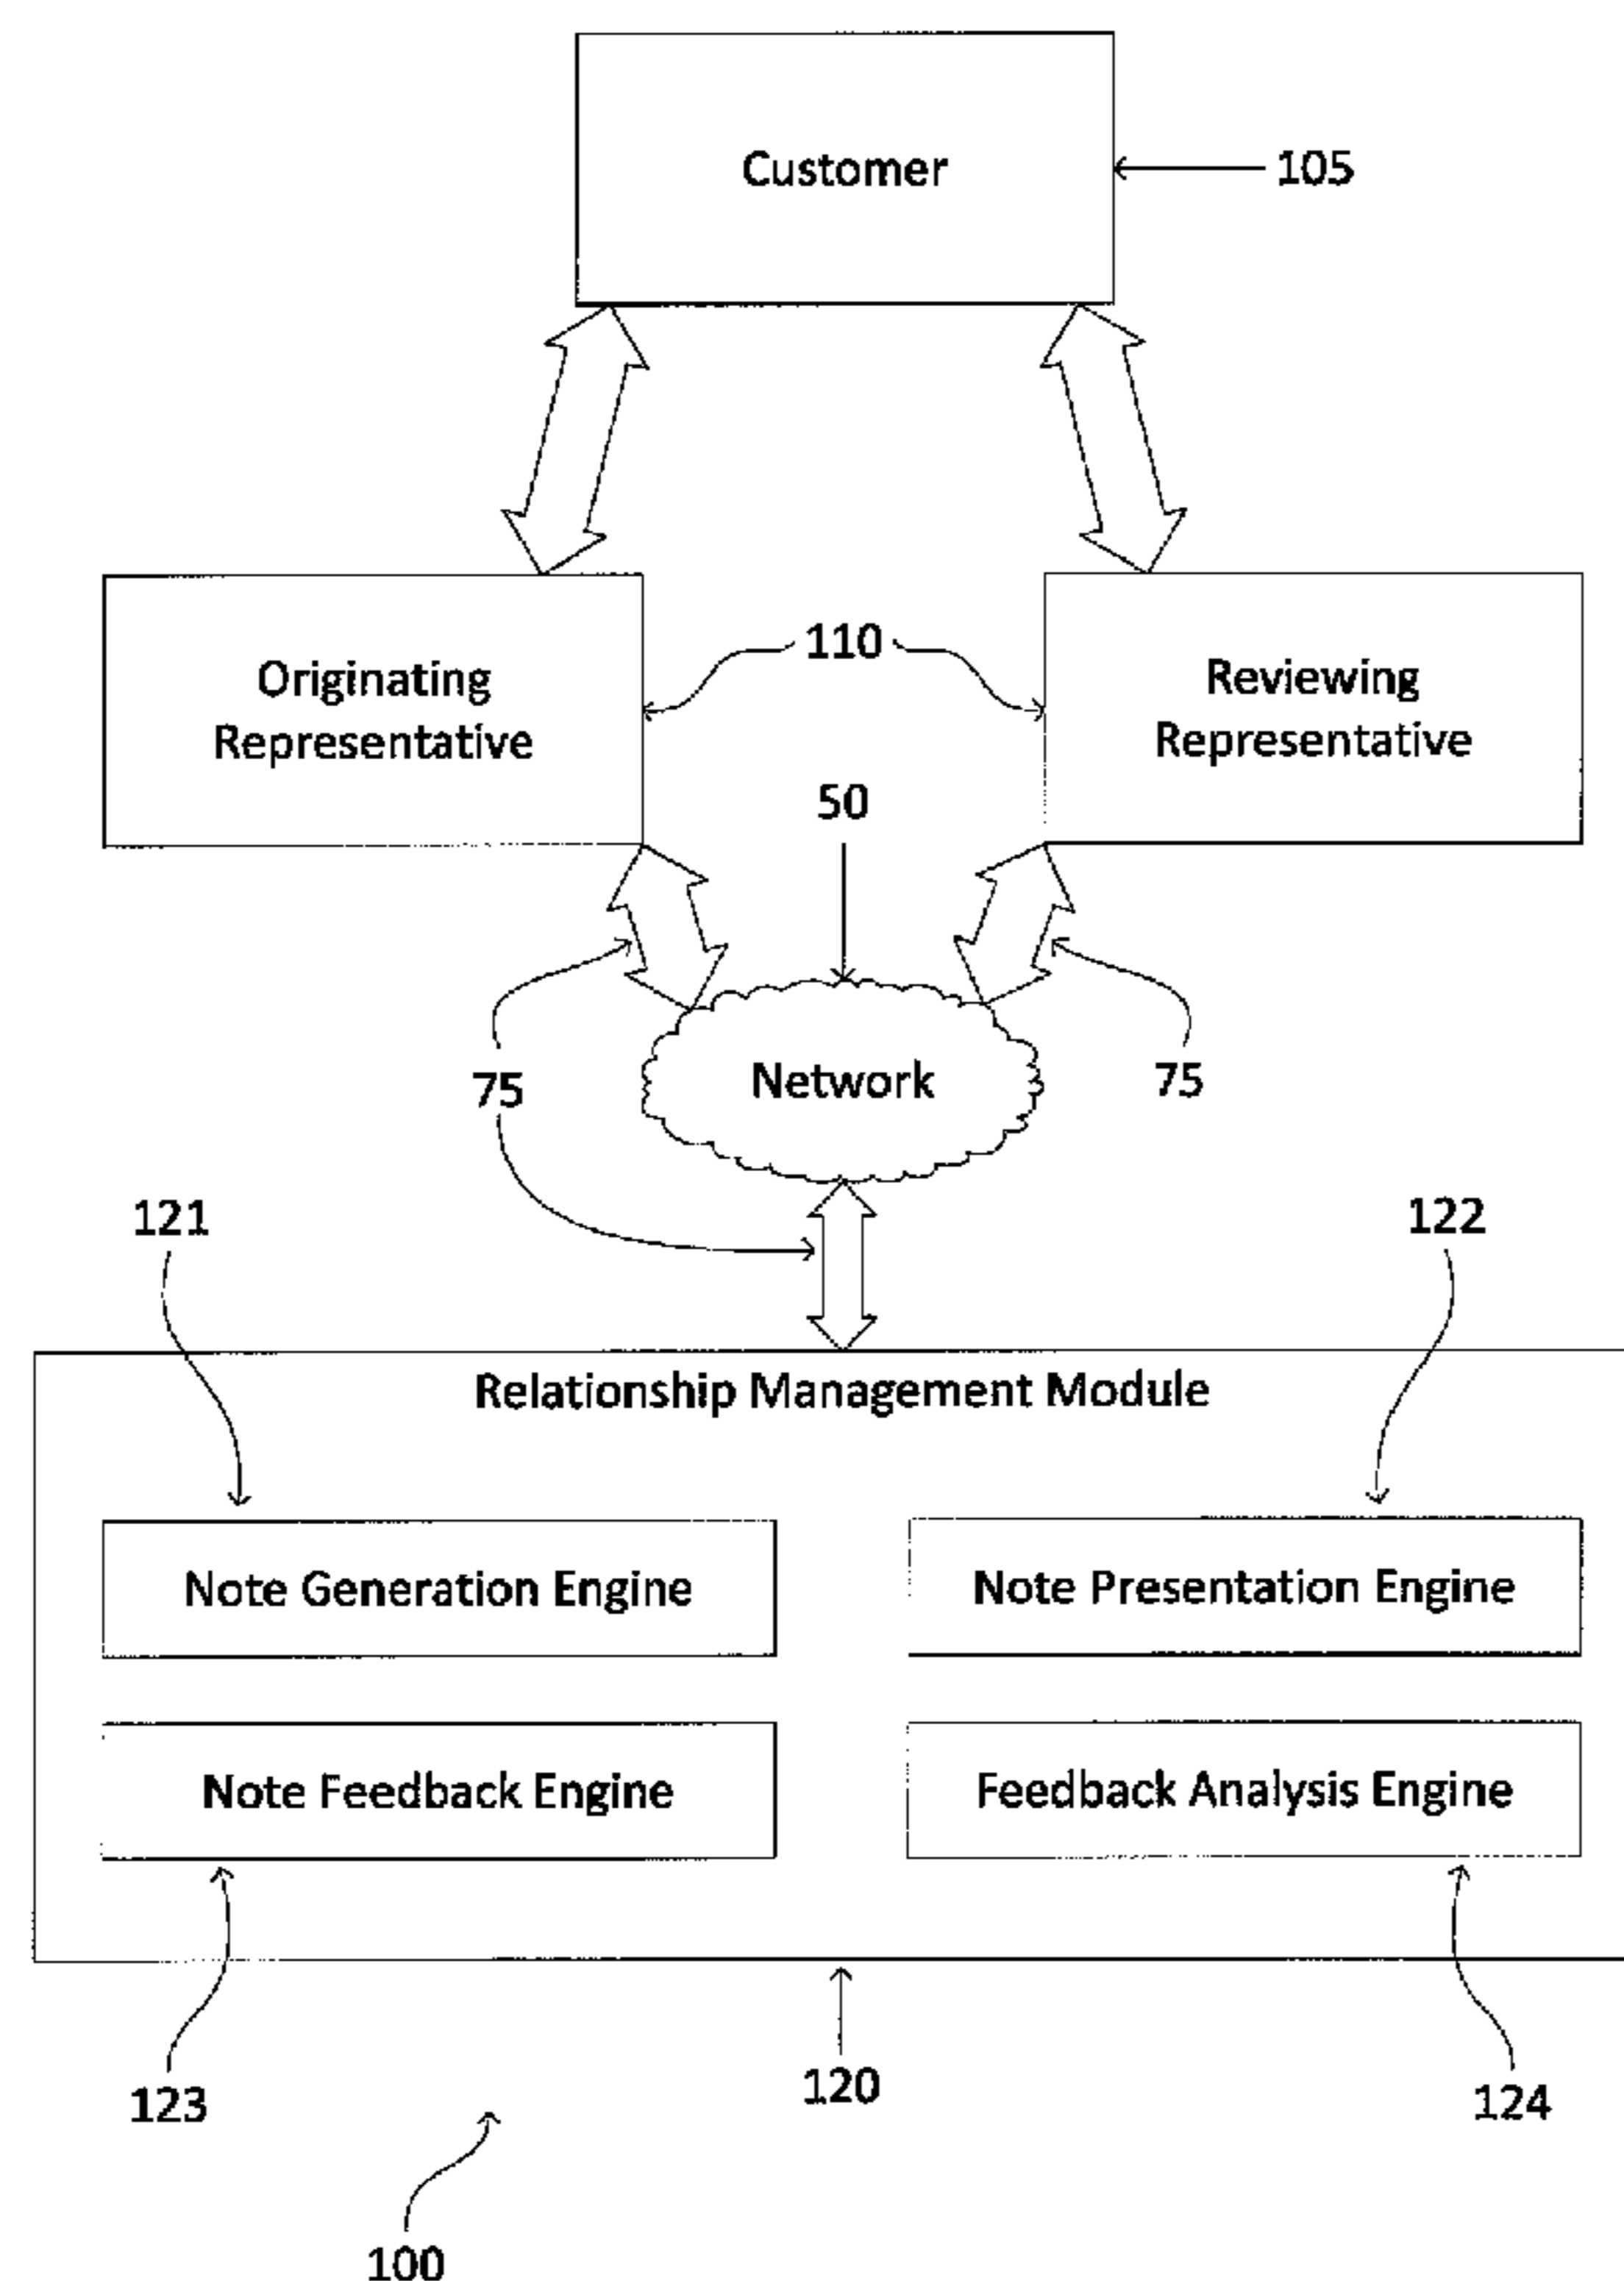 Customer
105
Originating
Representative
110
Reviewing
Representative
50
75
Network
75
121
122
Relationship Management Module
Note Generation Engine
Note Presentation Engine
Note Feedback Engine
Feedback Analysis Engine
123
120
124
100